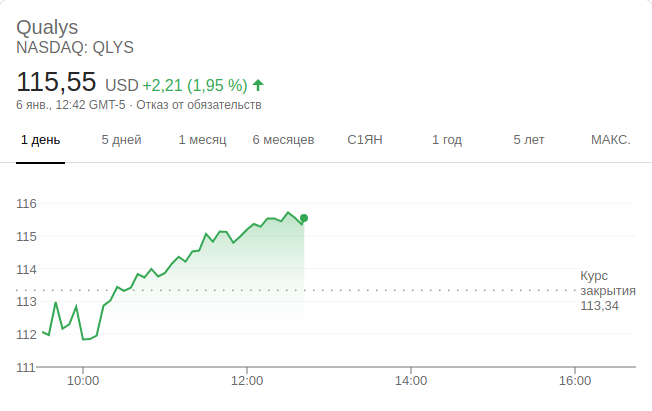 Qualys
NASDAQ: QLYS
115,55 USD +2,21 (1,95 %)
6 янв., 12:42 GMT-5 · Отказ от обязательств
1 день 5 дней 1 месяц 6 месяцев С1ЯН 1 год 5 лет МАКС.
116
115
114
113
112
111
Курс
закрытия
113,34
10:00 12:00 14:00 16:00